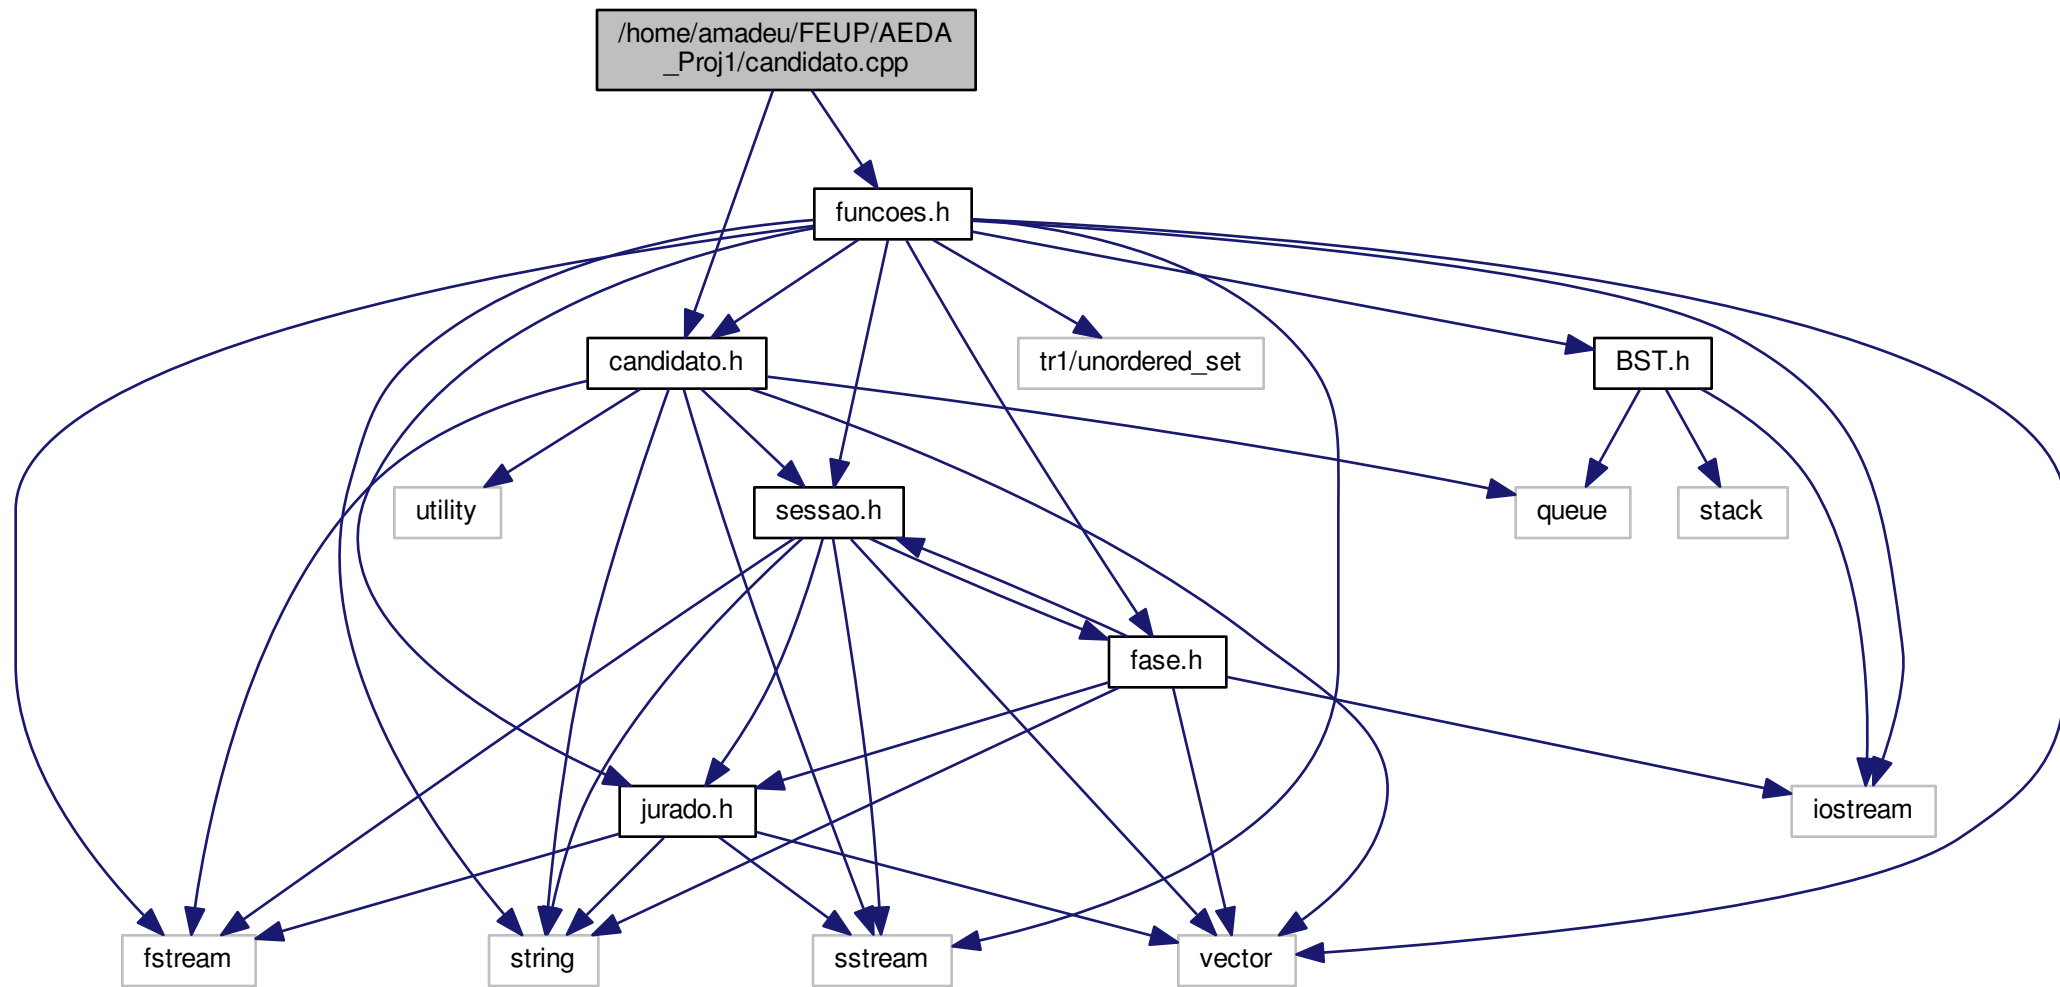 /home/amadeu/FEUP/AEDA
_Proj1/candidato.cpp
funcoes.h
candidato.h
tr1/unordered_set
BST.h
utility
sessao.h
queue
stack
fase.h
jurado.h
iostream
fstream
string
sstream
vector